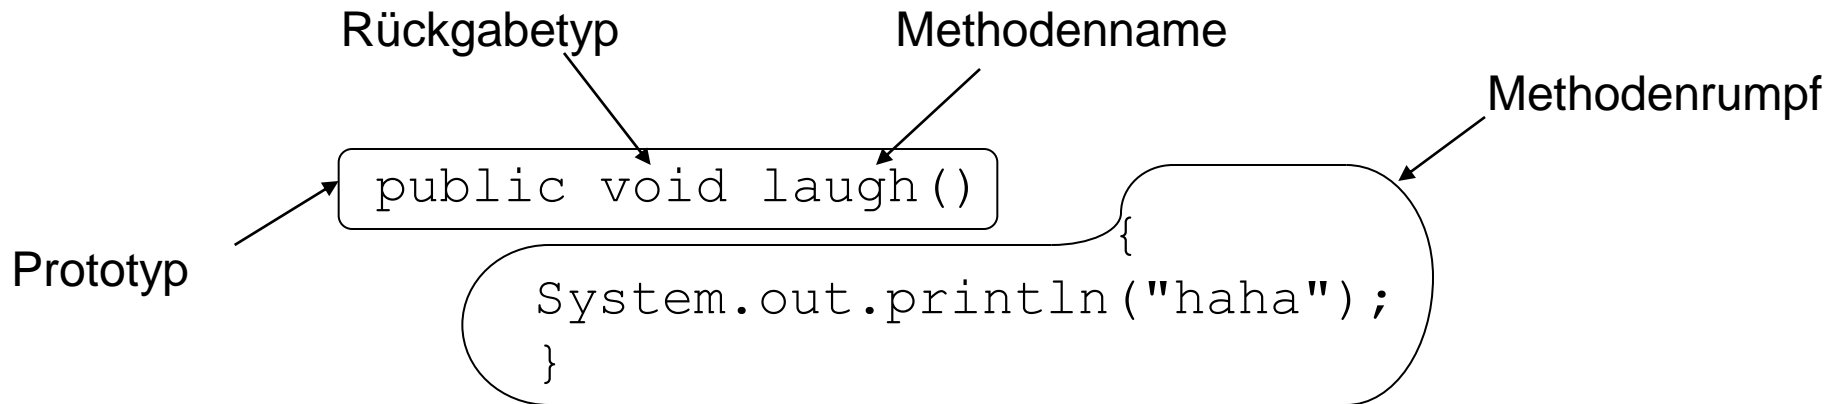 Rückgabetyp Methodenname
Methodenrumpf
public void laugh()
{
Prototyp
System.out.println("haha");
}